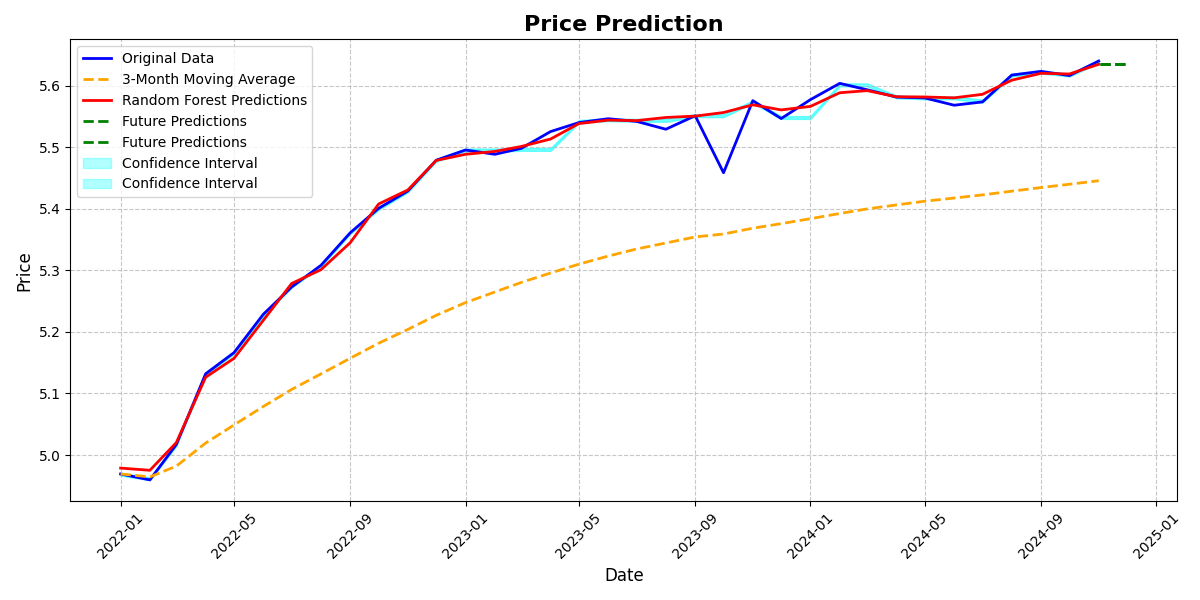 Price Prediction
Original Data
3-Month Moving Average
Random Forest Predictions
Future Predictions
Future Predictions
Confidence Interval
Confidence Interval
Price
5.6
5.5
5.4
5.3
5.2
5.1
5.0
2022-01
2022-05
2022-09
2023-01
2023-05
2023-09
2024-01
2024-05
2024-09
2025-01
Date